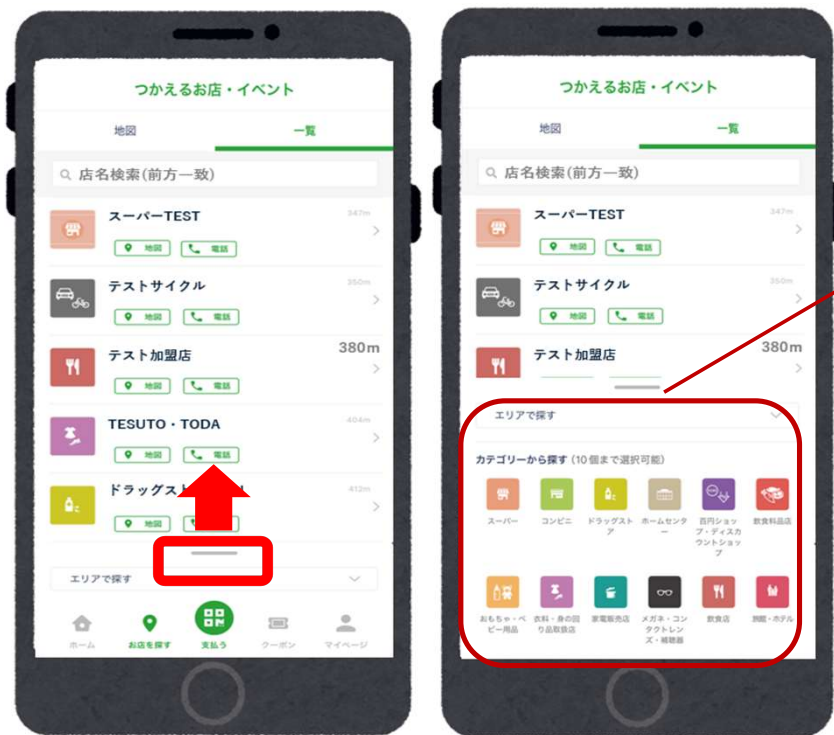 つかえるお店・イベント
地図
一覧
店名検索(前方一致)
スーパーTEST
347m
地図
電話
テストサイクル
350m
地図
電話
テスト加盟店
380m
地図
電話
TESUTO・TODA
404m
地図
電話
ドラッグス
412m
地図
エリアで探す
ホーム
お店を探す
支払う
クーポン
マイページ
つかえるお店・イベント
地図
一覧
店名検索(前方一致)
スーパーTEST
347m
地図
電話
テストサイクル
350m
地図
電話
テスト加盟店
380m
エリアで探す
カテゴリーから探す (10個まで選択可能)
スーパー
コンビニ
ドラッグスト
ア
ホームセンタ
ー
百円ショッ
プ・ディスカ
ウントショッ
プ
飲食料品店
おもちゃ・ベ
ビー用品
衣料・身の回
り品取扱店
家電販売店
メガネ・コン
タクトレン
ズ・補聴器
飲食店
旅館・ホテル